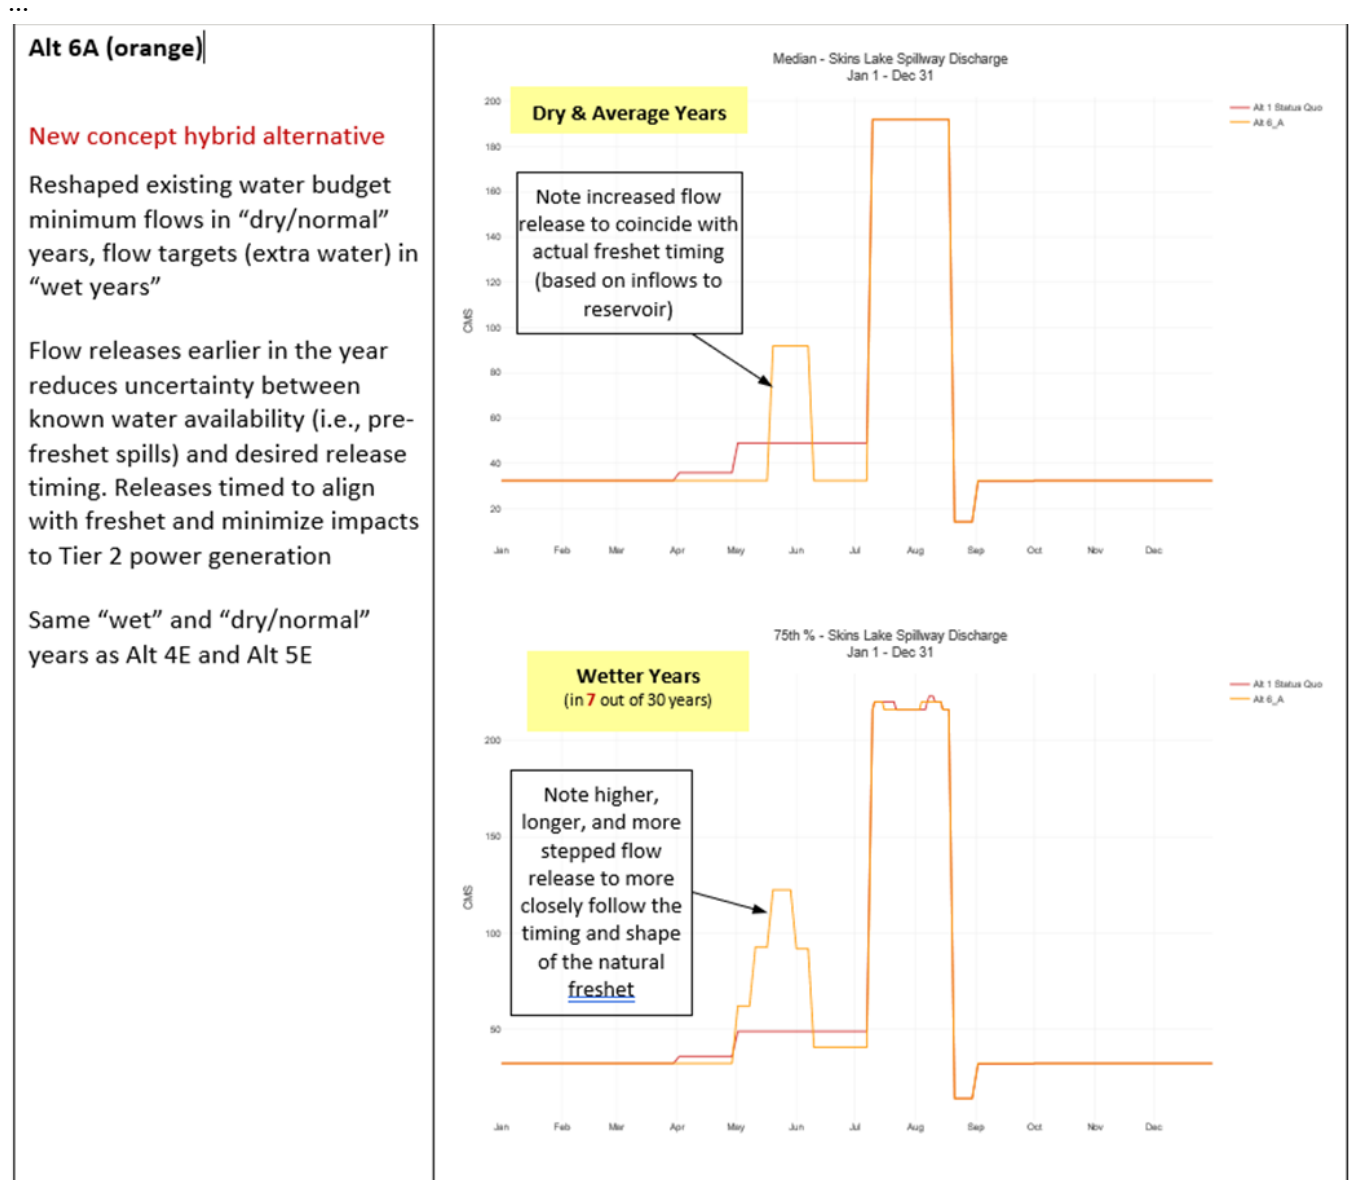 ...
Alt 6A (orange)
New concept hybrid alternative
Reshaped existing water budget
minimum flows in “dry/normal”
years, flow targets (extra water) in
“wet years”
Flow releases earlier in the year
reduces uncertainty between
known water availability (i.e., pre-
freshet spills) and desired release
timing. Releases timed to align
with freshet and minimize impacts
to Tier 2 power generation
Same “wet” and “dry/normal”
years as Alt 4E and Alt 5E
Median - Skins Lake Spillway Discharge
Jan 1 - Dec 31
Dry & Average Years
Alt 1 Status Quo
Alt 6_A
Note increased flow
release to coincide with
actual freshet timing
(based on inflows to
reservoir)
CMS
200
180
160
140
120
100
80
60
40
20
Jan Feb Mar Apr May Jun Jul Aug Sep Oct Nov Dec
75th % - Skins Lake Spillway Discharge
Jan 1 - Dec 31
Wetter Years
(in 7 out of 30 years)
Alt 1 Status Quo
Alt 6_A
Note higher,
longer, and more
stepped flow
release to more
closely follow the
timing and shape
of the natural
freshet
CMS
200
150
100
50
Jan Feb Mar Apr May Jun Jul Aug Sep Oct Nov Dec